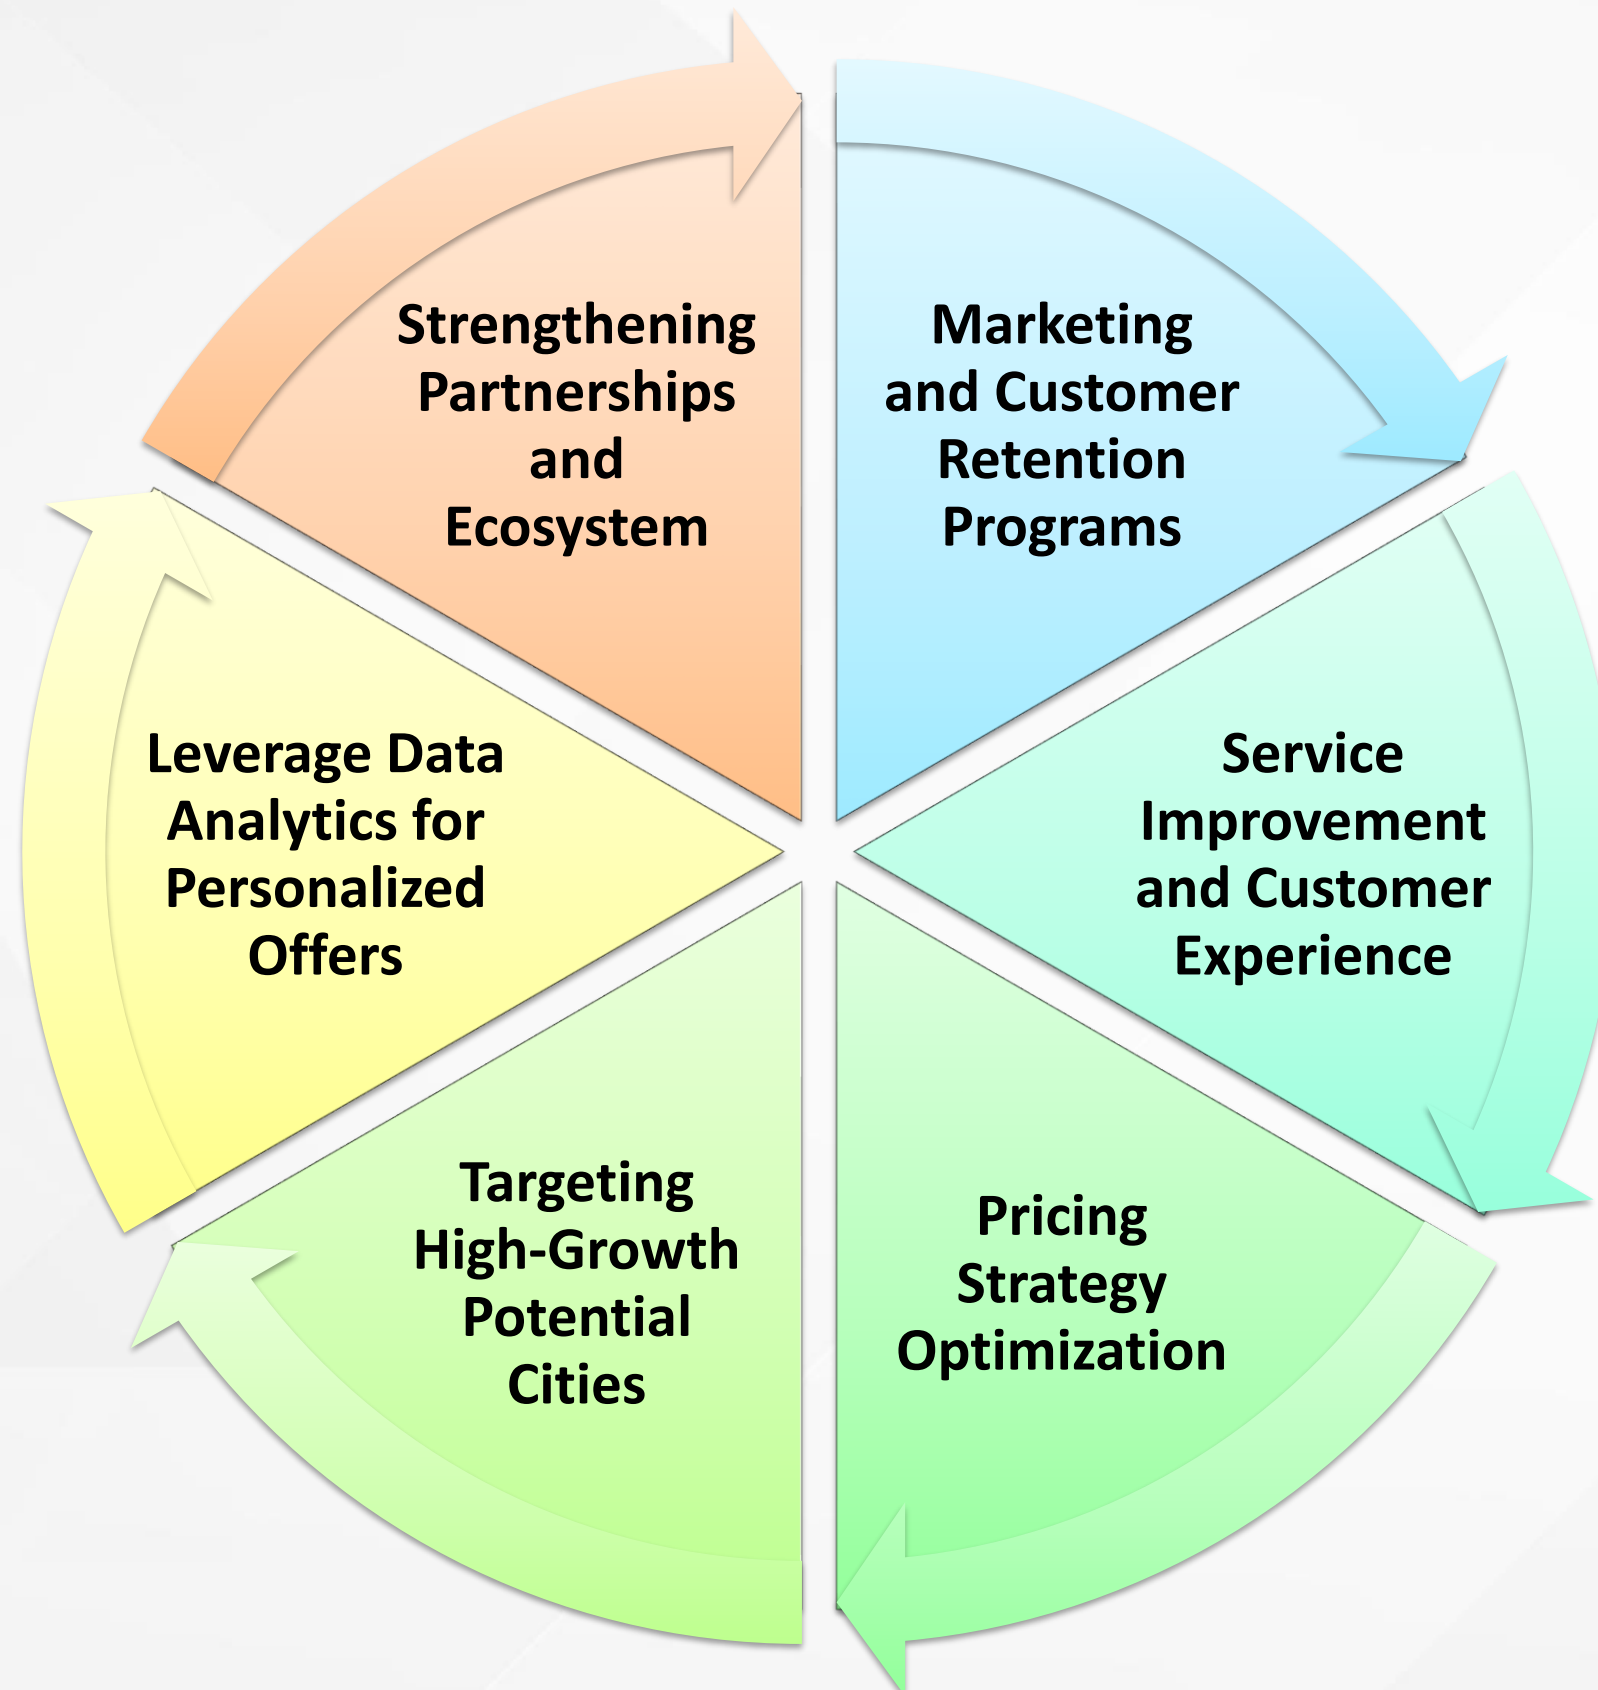 Strengthening
Partnerships
and
Ecosystem
Marketing
and Customer
Retention
Programs
Leverage Data
Analytics for
Personalized
Offers
Service
Improvement
and Customer
Experience
Targeting
High-Growth
Potential
Cities
Pricing
Strategy
Optimization